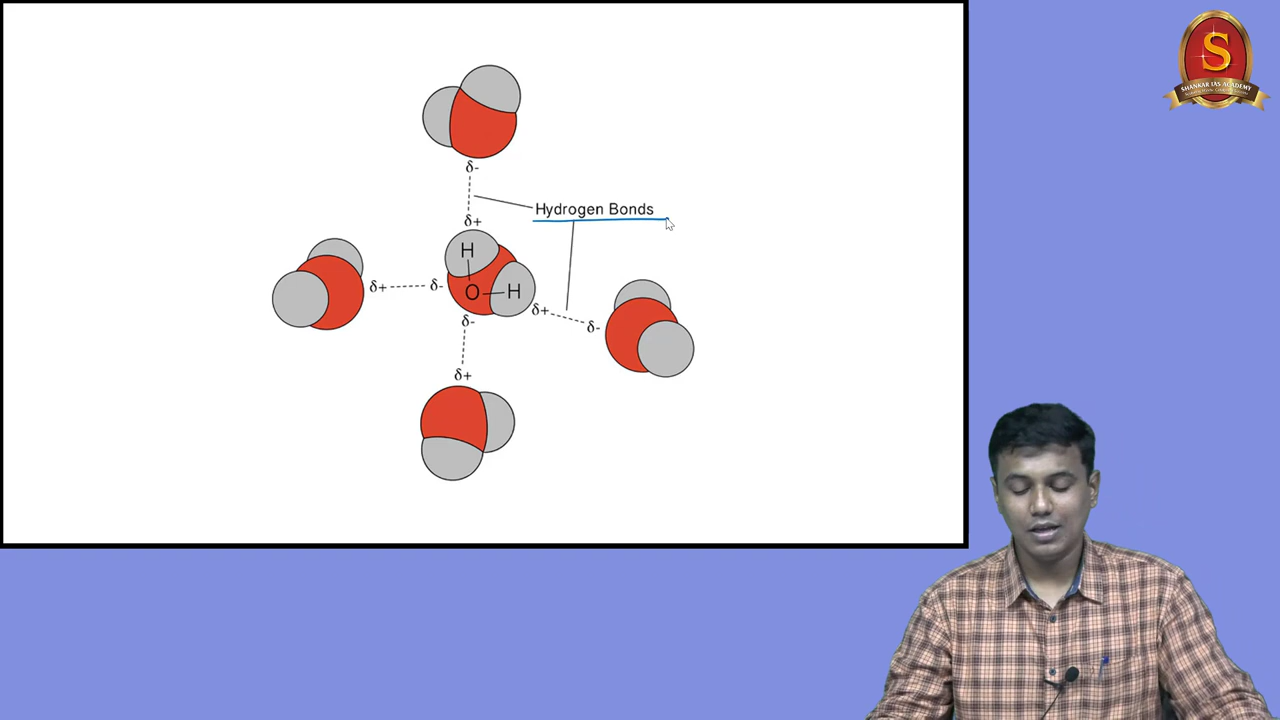 S
SHANKAR IAS ACADEMY
δ-
Hydrogen Bonds
δ+
H
δ+ δ-
O H
δ+
δ- δ-
δ+